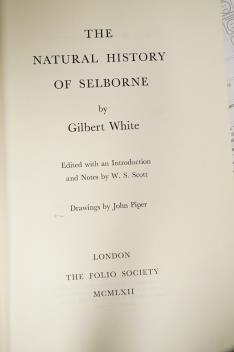 THE
NATURAL HISTORY
OF SELBORNE
by
Gilbert White
Edited with an Introduction
and Notes by W. S. Scott
Drawings by John Piper
LONDON
THE FOLIO SOCIETY
MCMLXII